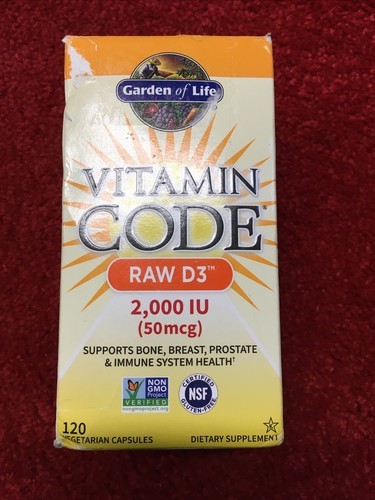 Garden of Life
VITAMIN
CODE
RAW D3™
2,000 IU
(50mcg)
SUPPORTS BONE, BREAST, PROSTATE
& IMMUNE SYSTEM HEALTH†
NON
GMO
Project
VERIFIED
nongmoproject.org
CERTIFIED
NSF
GLUTEN-FREE
120
VEGETARIAN CAPSULES
DIETARY SUPPLEMENT